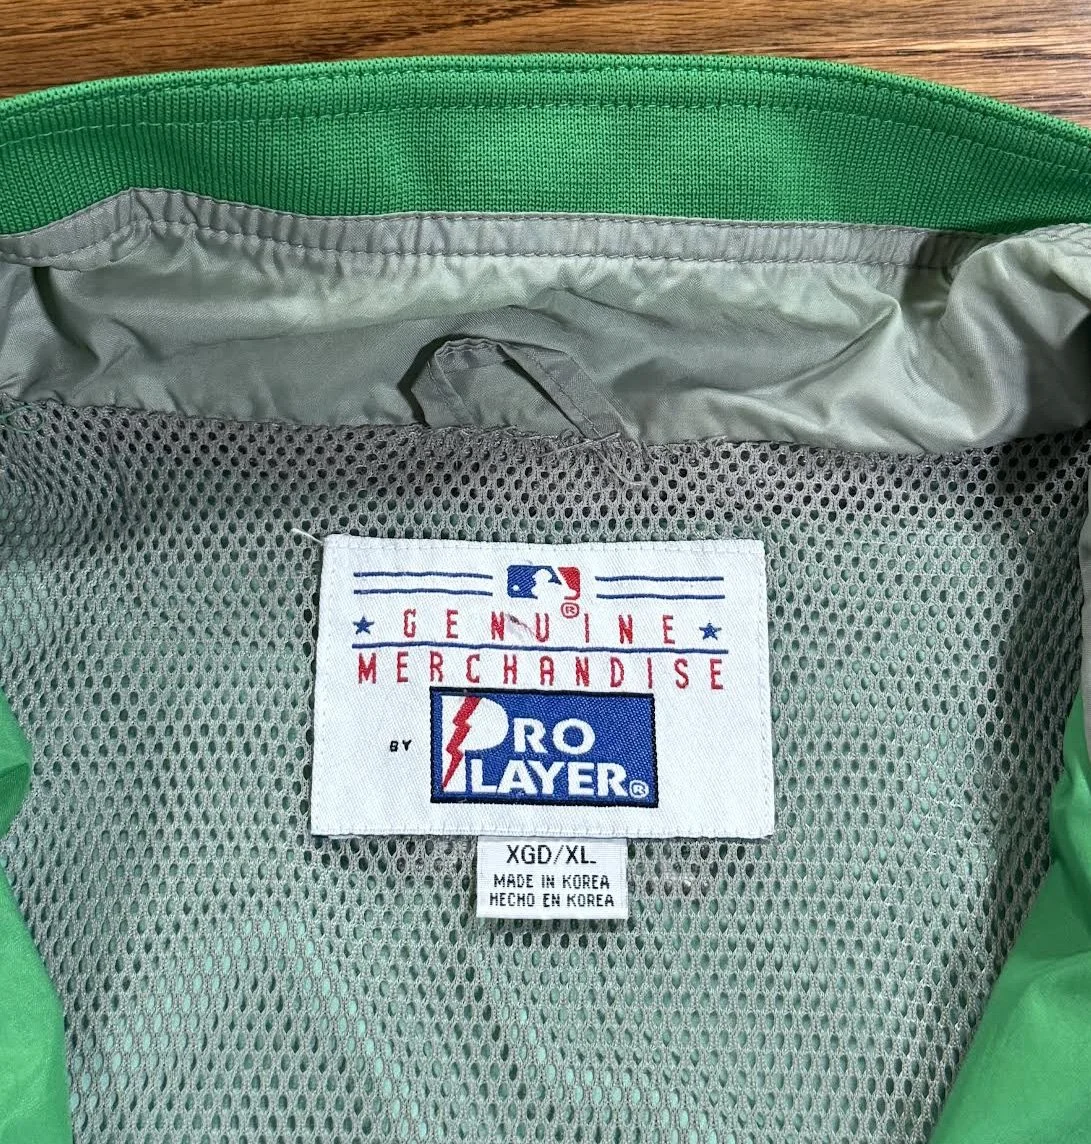 GENUINE
MERCHANDISE
BY PRO PLAYER®
XGD/XL
MADE IN KOREA
HECHO EN KOREA